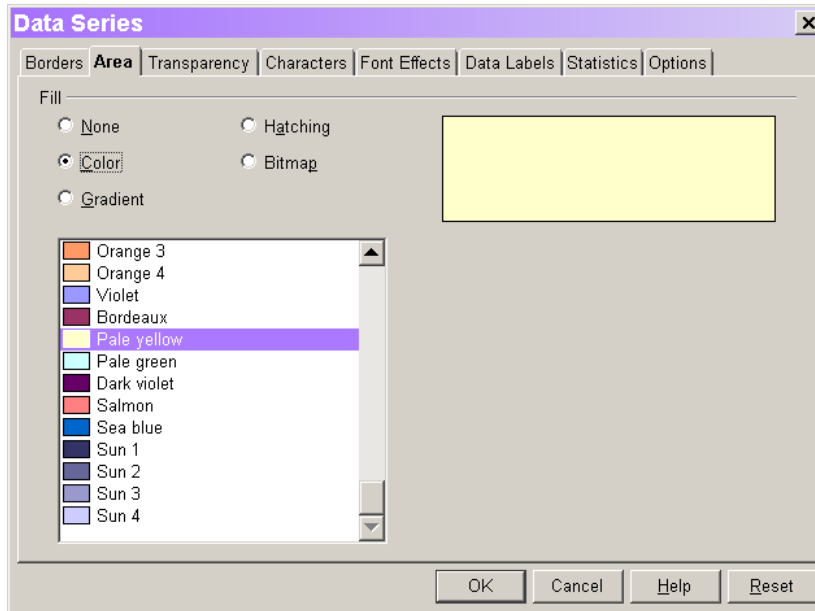 Data Series
Borders Area Transparency Characters Font Effects Data Labels Statistics Options
Fill
None
Hatching
Color
Bitmap
Gradient
Orange 3
Orange 4
Violet
Bordeaux
Pale yellow
Pale green
Dark violet
Salmon
Sea blue
Sun 1
Sun 2
Sun 3
Sun 4
OK Cancel Help Reset